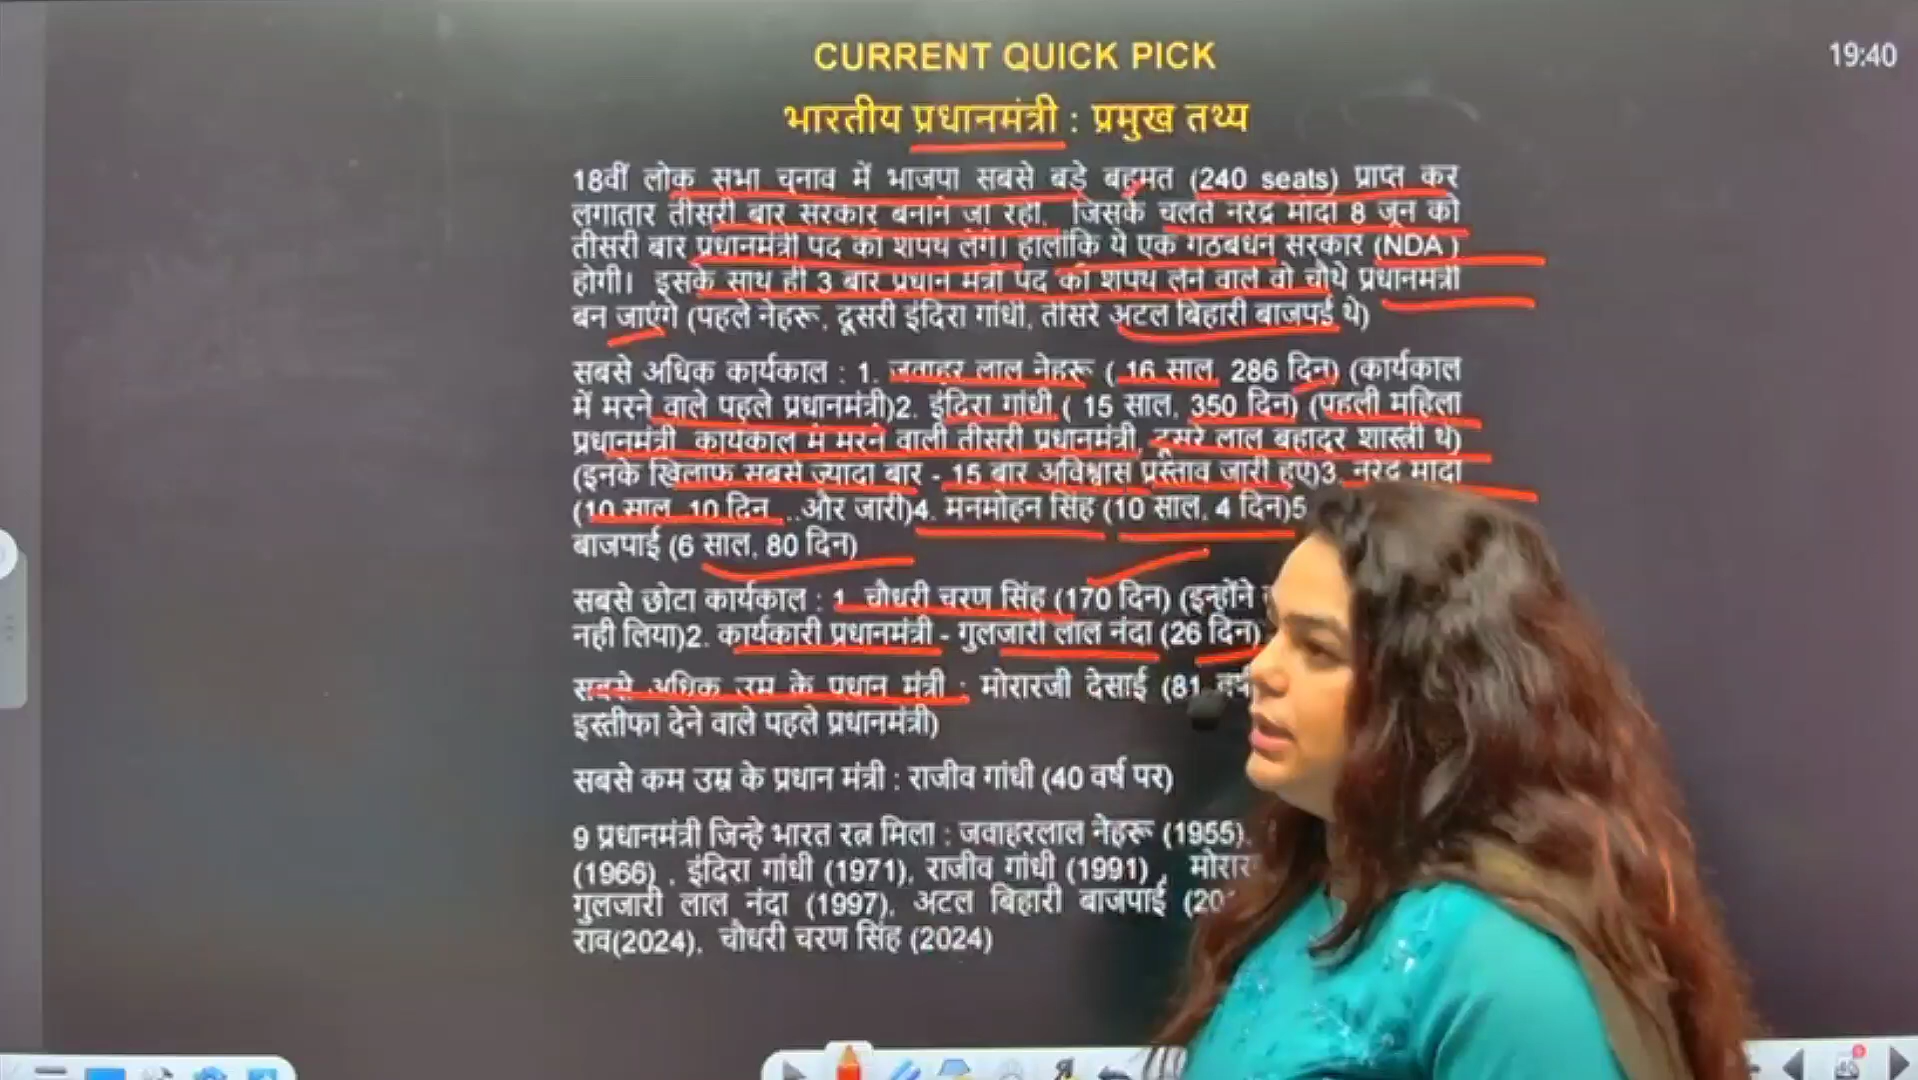 CURRENT QUICK PICK
19:40
भारतीय प्रधानमंत्री : प्रमुख तथ्य
18वीं लोक सभा चुनाव में भाजपा सबसे बड़े बहुमत (240 seats) प्राप्त कर
लगातार तीसरी बार सरकार बनाने जा रही. जिसके चलते नरेंद्र मोदी 8 जून को
तीसरी बार प्रधानमंत्री पद की शपथ लेंगे। हालांकि ये एक गठबंधन सरकार (NDA )
होगी। इसके साथ ही 3 बार प्रधान मंत्री पद की शपथ लेने वाले वो चौथे प्रधानमंत्री
बन जाएंगे (पहले नेहरू, दूसरी इंदिरा गांधी, तीसरे अटल बिहारी बाजपई थे)
सबसे अधिक कार्यकाल : 1. जवाहर लाल नेहरू ( 16 साल, 286 दिन) (कार्यकाल
में मरने वाले पहले प्रधानमंत्री)2. इंदिरा गांधी ( 15 साल, 350 दिन) (पहली महिला
प्रधानमंत्री, कार्यकाल मे मरने वाली तीसरी प्रधानमंत्री, दूसरे लाल बहादुर शास्त्री थे)
(इनके खिलाफ सबसे ज्यादा बार - 15 बार अविश्वास प्रस्ताव जारी हुए)3. नरेंद्र मोदी
(10 साल, 10 दिन ...और जारी)4. मनमोहन सिंह (10 साल, 4 दिन)5
बाजपाई (6 साल, 80 दिन)
सबसे छोटा कार्यकाल : 1. चौधरी चरण सिंह (170 दिन) (इन्होंने
नही लिया)2. कार्यकारी प्रधानमंत्री - गुलजारी लाल नंदा (26 दिन)
सबसे अधिक उम्र के प्रधान मंत्री : मोरारजी देसाई (81 वर्ष
इस्तीफा देने वाले पहले प्रधानमंत्री)
सबसे कम उम्र के प्रधान मंत्री : राजीव गांधी (40 वर्ष पर)
9 प्रधानमंत्री जिन्हे भारत रत्न मिला : जवाहरलाल नेहरू (1955),
(1966) , इंदिरा गांधी (1971), राजीव गांधी (1991) ,
गुलजारी लाल नंदा (1997), अटल बिहारी बाजपाई
राव(2024), चौधरी चरण सिंह (2024)